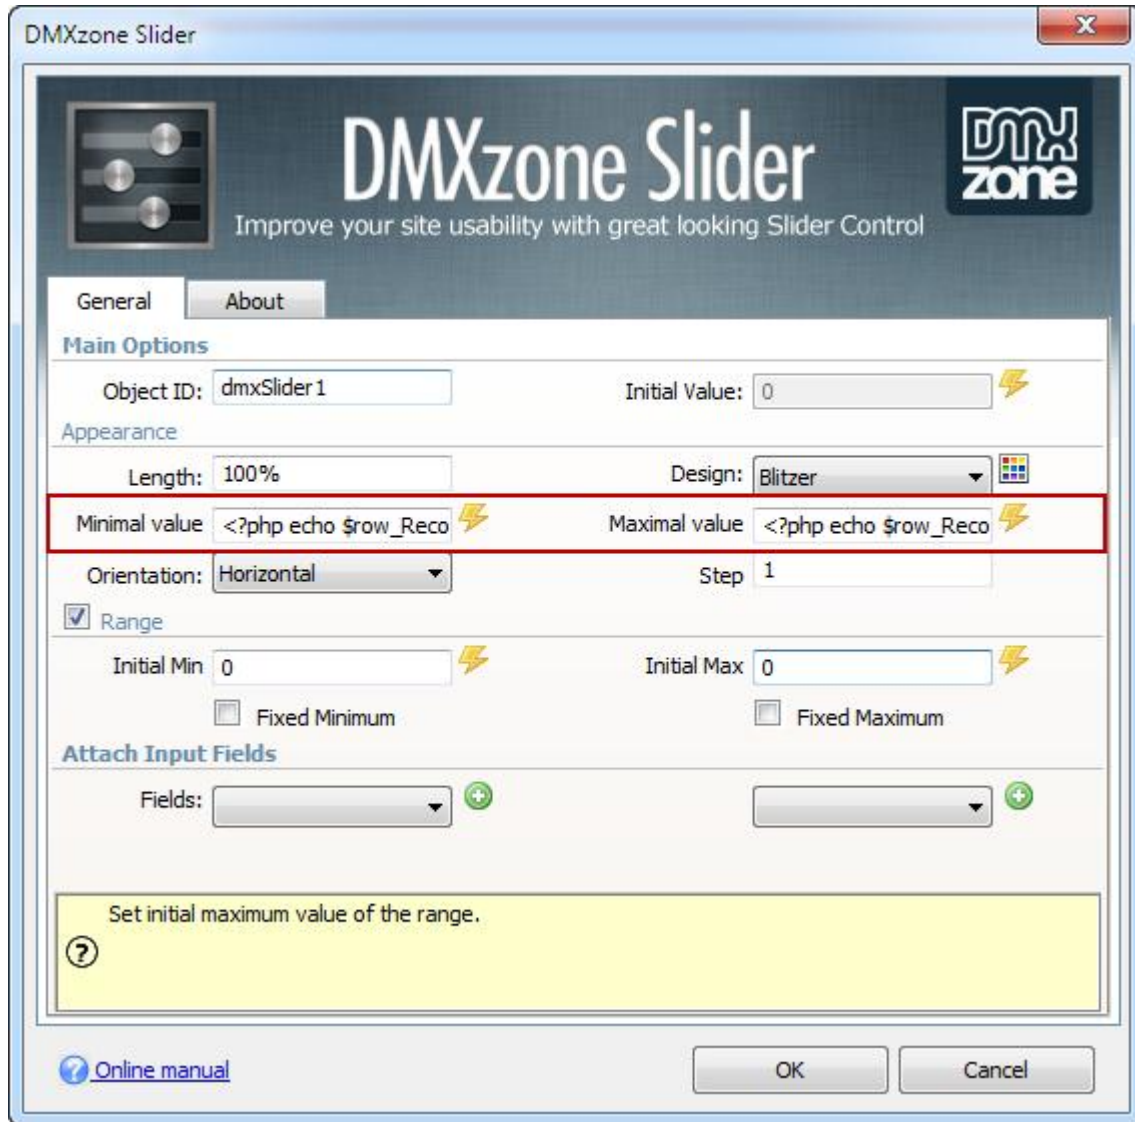 DMXzone Slider
DMXzone Slider
DMX
zone
Improve your site usability with great looking Slider Control
General About
Main Options
Object ID: dmxSlider1 Initial Value: 0
Appearance
Length: 100% Design: Blitzer
Minimal value <?php echo $row_Reco Maximal value <?php echo $row_Reco
Orientation: Horizontal Step 1
Range
Initial Min 0 Initial Max 0
Fixed Minimum Fixed Maximum
Attach Input Fields
Fields:
Set initial maximum value of the range.
?
? Online manual OK Cancel